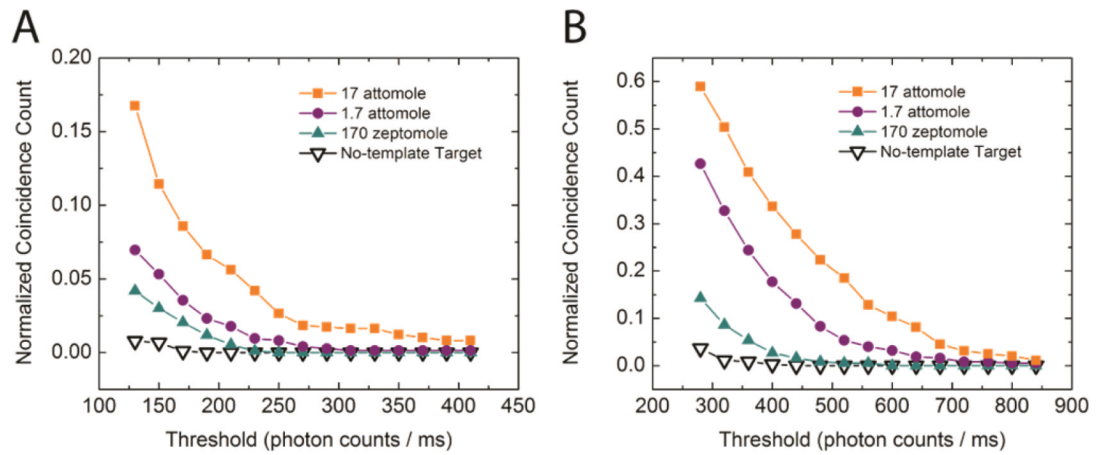 A
B
Normalized Coincidence Count
0.20
0.15
0.10
0.05
0.00
17 attomole
1.7 attomole
170 zeptomole
No-template Target
100 150 200 250 300 350 400 450
Threshold (photon counts / ms)
Normalized Coincidence Count
0.6
0.5
0.4
0.3
0.2
0.1
0.0
17 attomole
1.7 attomole
170 zeptomole
No-template Target
200 300 400 500 600 700 800 900
Threshold (photon counts / ms)